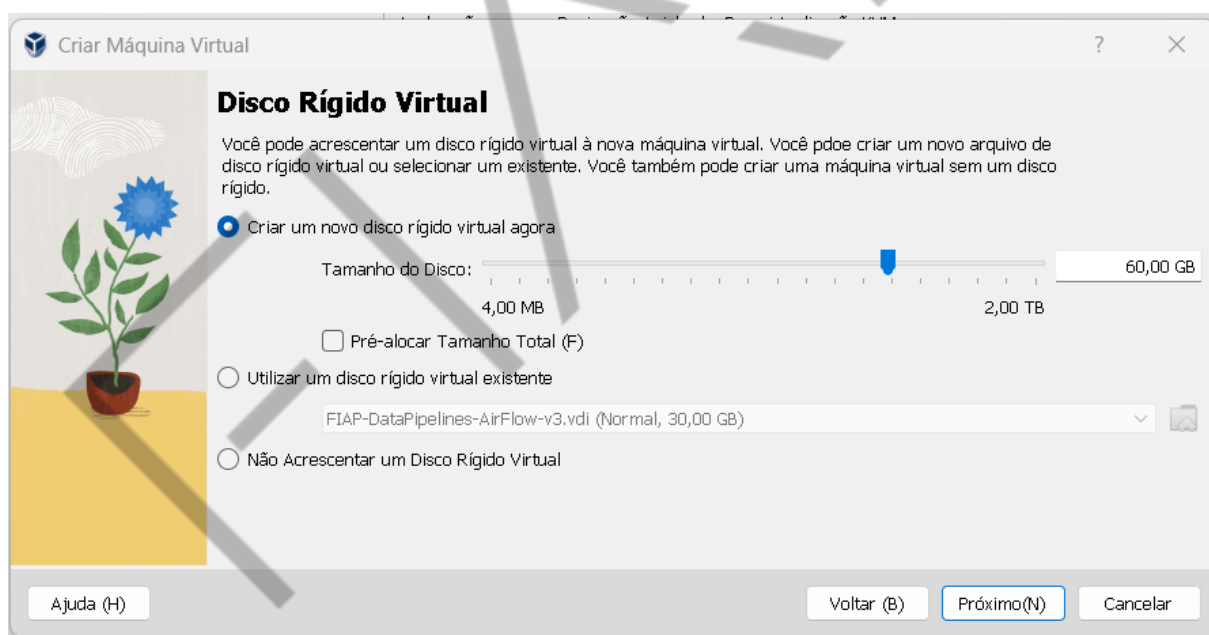 Criar Máquina Virtual
?
Disco Rígido Virtual
Você pode acrescentar um disco rígido virtual à nova máquina virtual. Você pdoe criar um novo arquivo de
disco rígido virtual ou selecionar um existente. Você também pode criar uma máquina virtual sem um disco
rígido.
Criar um novo disco rígido virtual agora
Tamanho do Disco:
60,00 GB
4,00 MB
2,00 TB
Pré-alocar Tamanho Total (F)
Utilizar um disco rígido virtual existente
FIAP-DataPipelines-AirFlow-v3.vdi (Normal, 30,00 GB)
Não Acrescentar um Disco Rígido Virtual
Ajuda (H)
Voltar (B)
Próximo(N)
Cancelar